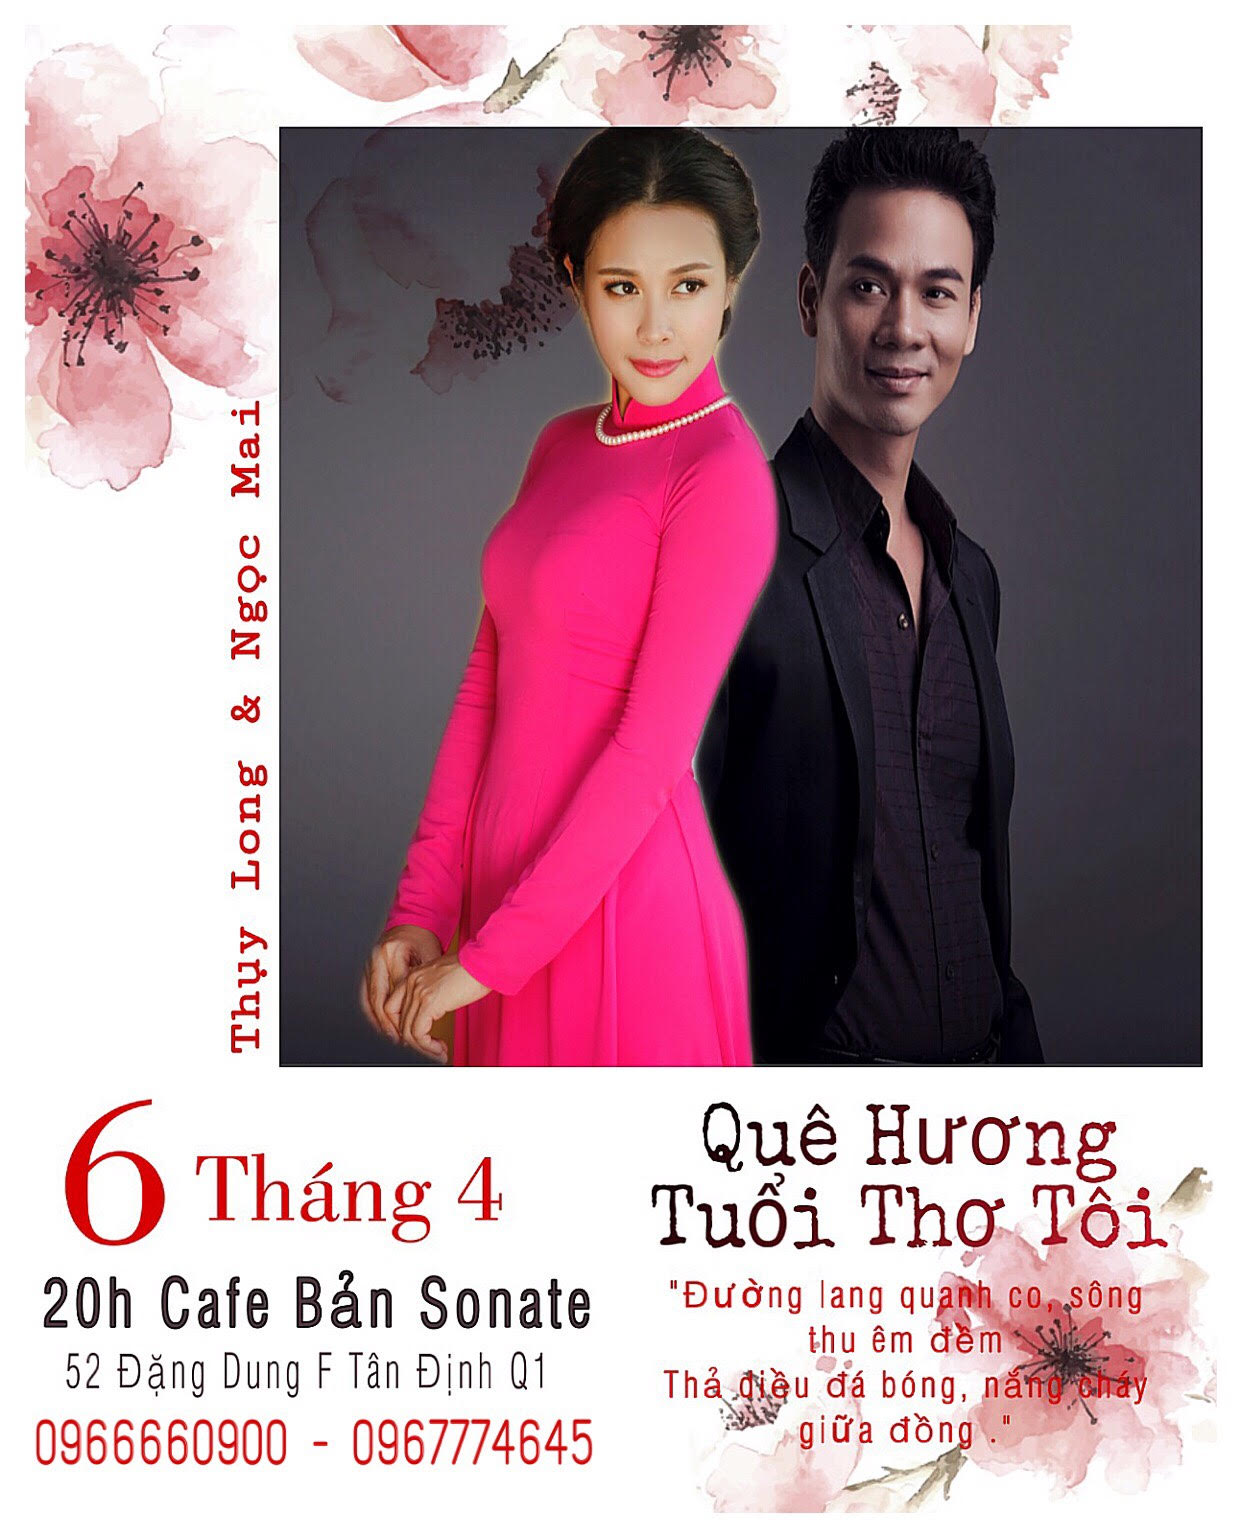 Thụy Long & Ngọc Mai
6 Tháng 4
20h Cafe Bản Sonate
52 Đặng Dung F Tân Định Q1
0966660900 - 0967774645
Quê Hương
Tuổi Thơ Tôi
"Đường lang quanh co, sông
thu êm đềm
Thả diều đá bóng, nắng cháy
giữa đồng ."